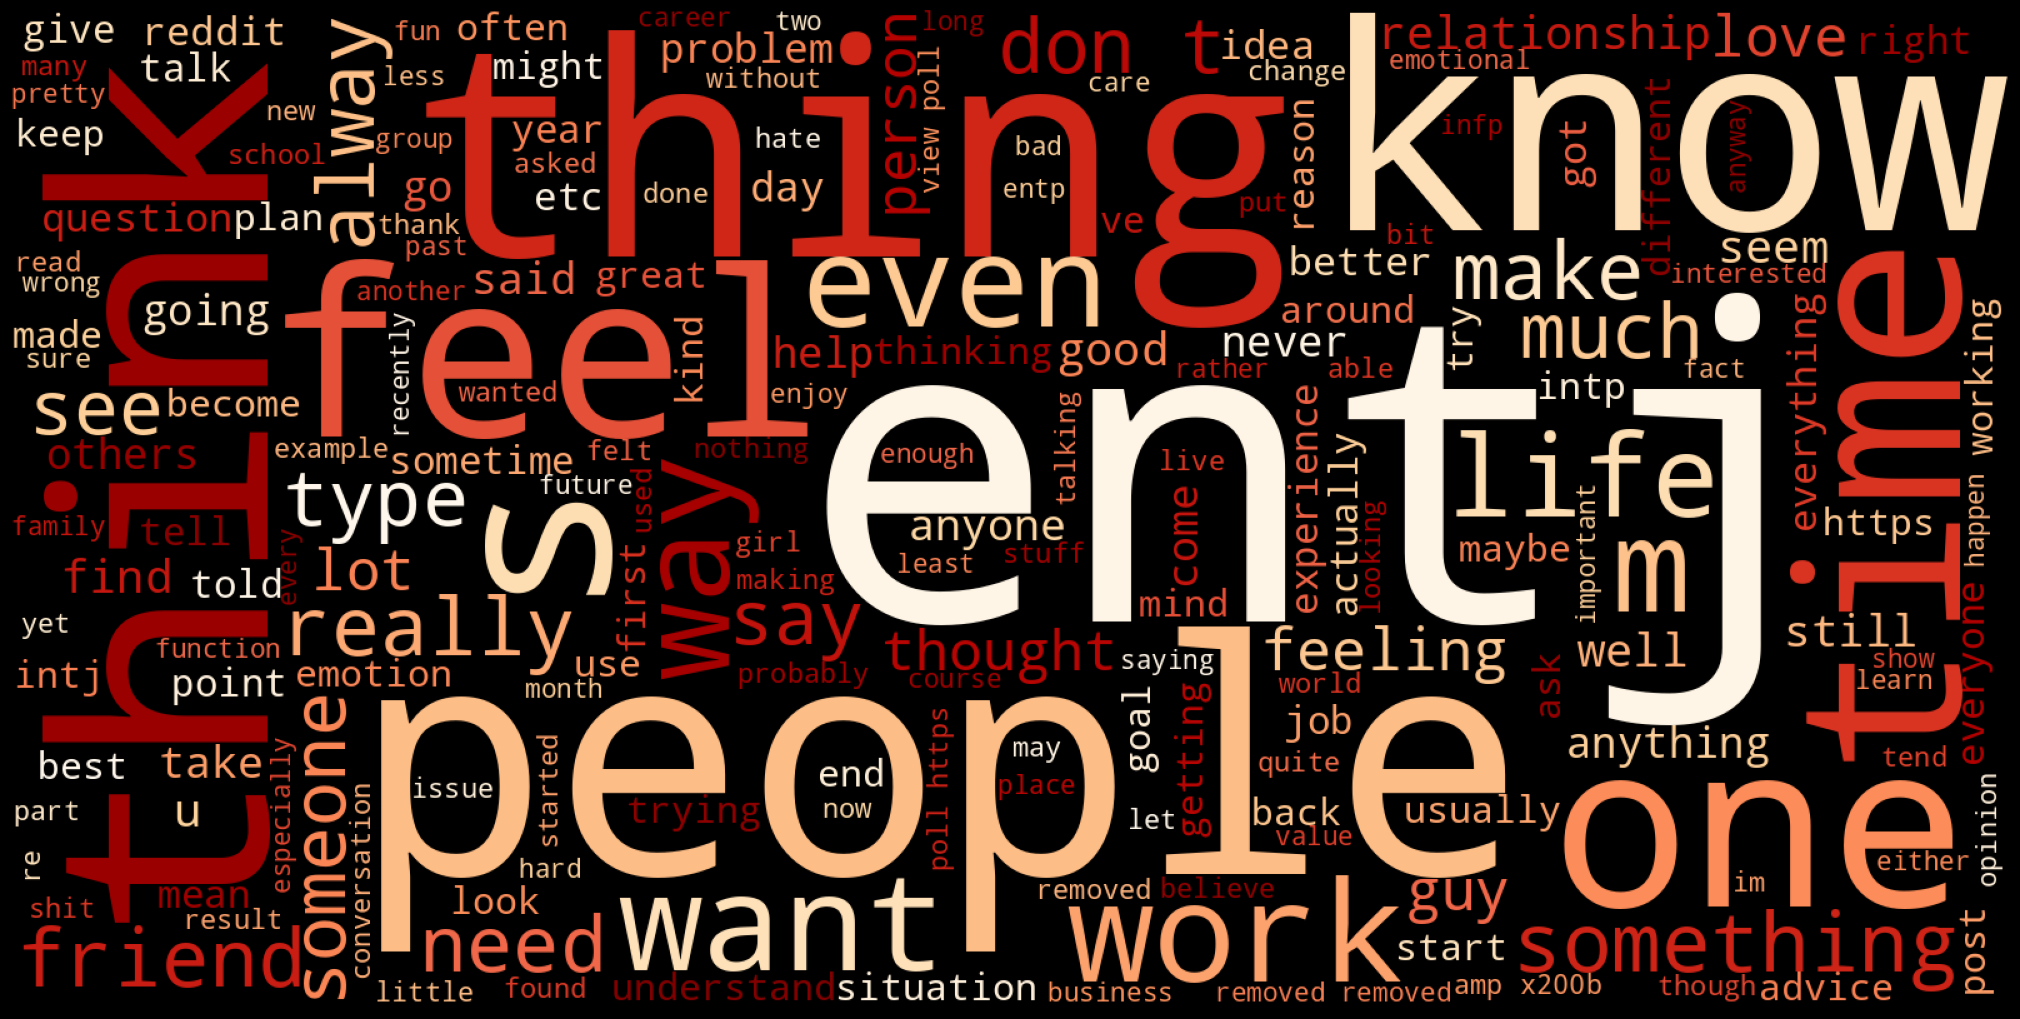 give
reddit
fun
often
career
two
long
many
talk
pretty
keep
new
school
alway
less
might
problem
without
person
view poll
don t
care
idea
change
relationship
love
right
emotional
know
thing
think
group
year
asked
hate
bad
entp
etc
go
day
done
reason
infp
got
different
anyway
question
plan
thank
past
ve
put
bit
seem
read
wrong
going
another
said
great
even
better
interested
make
time
made
sure
feel
recently
wanted
kind
help
thinking
good
around
never
try
much
everything
working
see
become
enjoy
rather
able
intp
fact
others
example
sometime
felt
nothing
enough
talking
live
experience
actually
entj
life
type
future
used
way
anyone
come
looking
important
https
happen
family
tell
every
s
girl
stuff
least
maybe
m
find
told
lot
first
making
mind
yet
function
really
say
thought
saying
feeling
well
still
intj
point
emotion
use
month
probably
course
world
ask
everyone
show
learn
best
take
someone
people
goal
getting
job
anything
tend
especially
conversation
issue
started
end
now
may
place
poll https
quite
one
part
u
trying
let
back
value
usually
either
opinion
re
hard
mean
shit
result
look
removed
believe
guy
im
friend
need
want
work
start
something
post
little
found
understand
situation
business
removed removed
amp x200b
though
advice